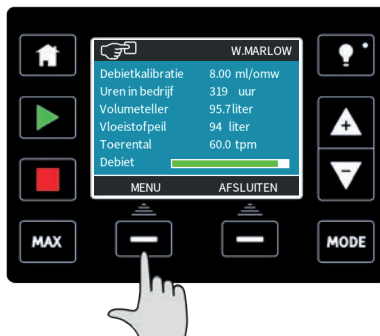 W.MARLOW
Debietkalibratie 8.00 ml/omw
Uren in bedrijf 319 uur
Volumeteller 95.7liter
Vloeistofpeil 94 liter
Toerental 60.0 tpm
Debiet
MENU AFSLUITEN
MAX MODE